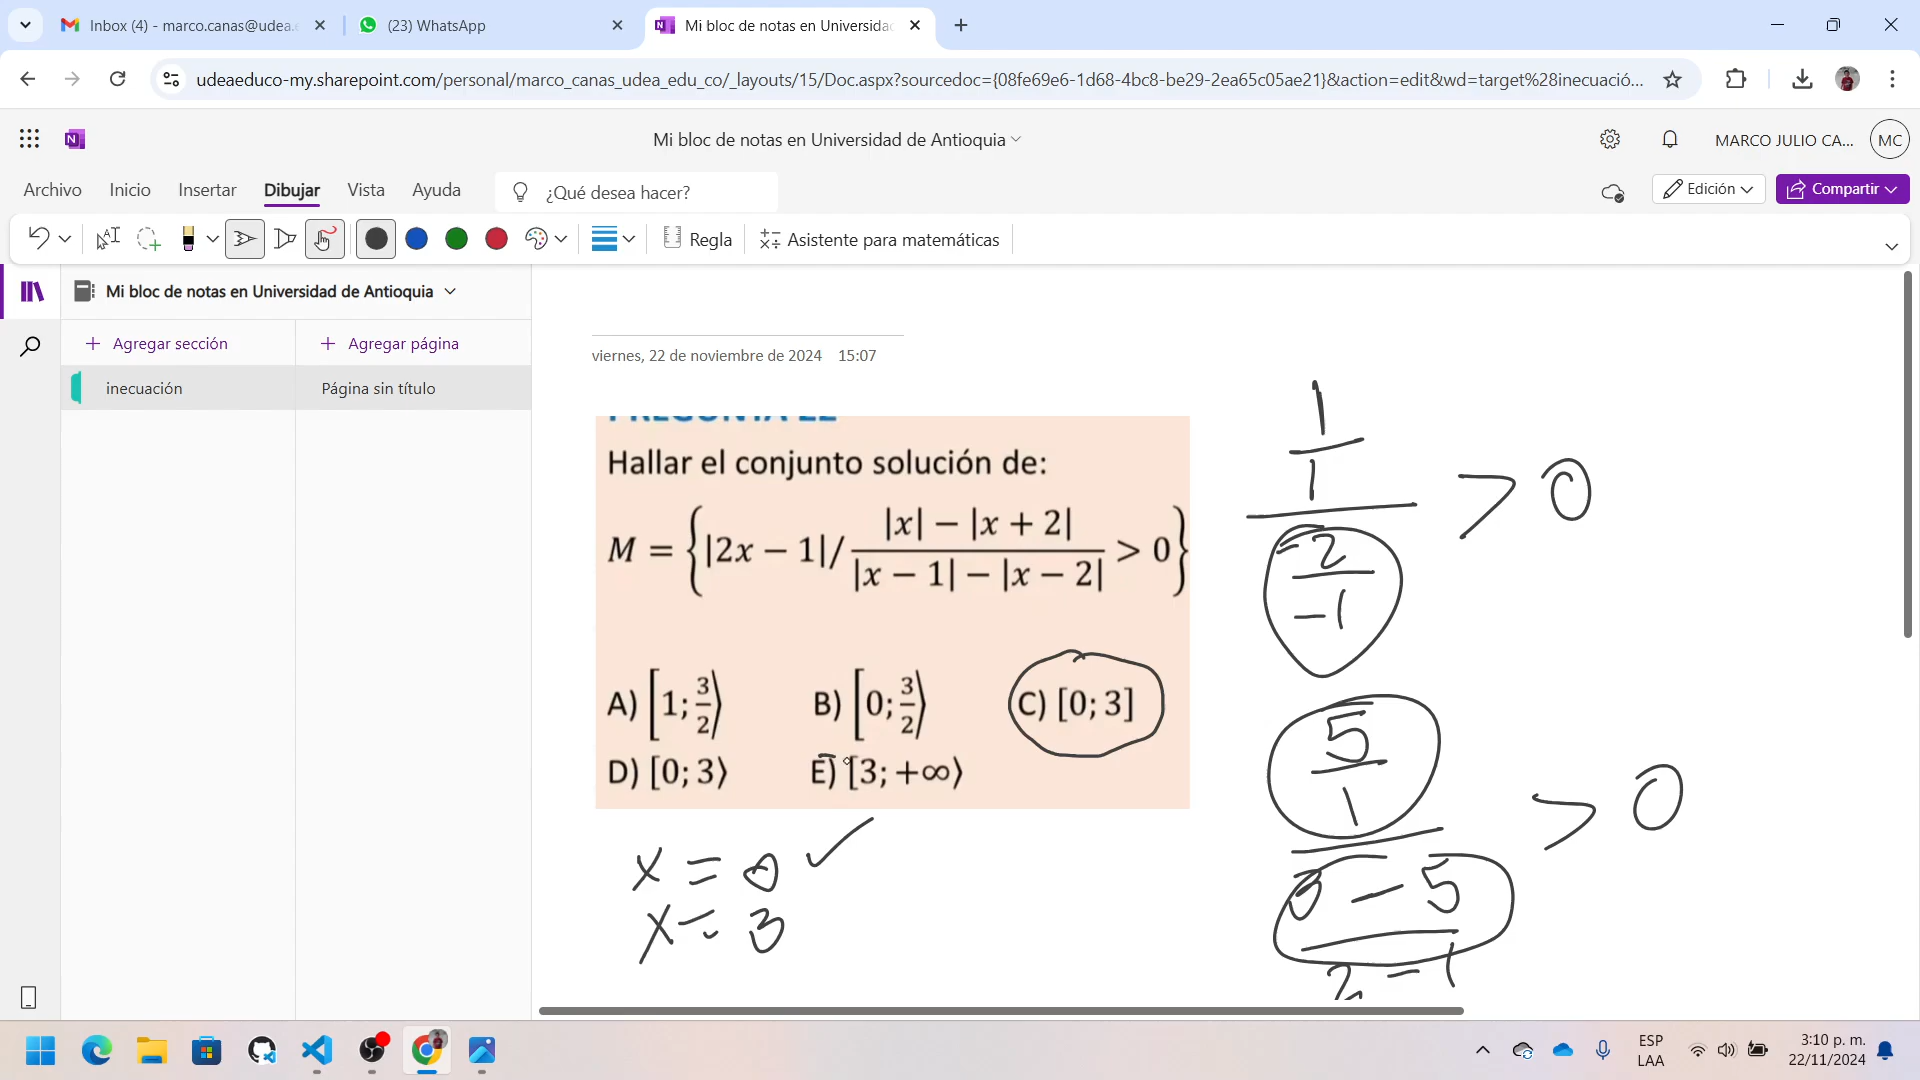 Inbox (4) - marco.canas@udea.e
(23) WhatsApp
Mi bloc de notas en Universidad
udeaeduco-my.sharepoint.com/personal/marco_canas_udea_edu_co/_layouts/15/Doc.aspx?sourcedoc={08fe69e6-1d68-4bc8-be29-2ea65c05ae21}&action=edit&wd=target%28inecuació...
Mi bloc de notas en Universidad de Antioquia
MARCO JULIO CA...
MC
Archivo
Inicio
Insertar
Dibujar
Vista
Ayuda
¿Qué desea hacer?
Edición
Compartir
Regla
Asistente para matemáticas
Mi bloc de notas en Universidad de Antioquia
Agregar sección
Agregar página
inecuación
Página sin título
viernes, 22 de noviembre de 2024 15:07
PREGUNTA 22
Hallar el conjunto solución de:
M = {|2x − 1|/ (|x| − |x + 2|)/(|x − 1| − |x − 2|) > 0}
A) [1; 3/2⟩
B) [0; 3/2⟩
C) [0; 3]
D) [0; 3⟩
E) [3; +∞⟩
x = 0 ✓
x = 3
1
1
> 0
-2
-1
5
1
> 0
3 - 5
2 - 1
ESP
LAA
3:10 p. m.
22/11/2024